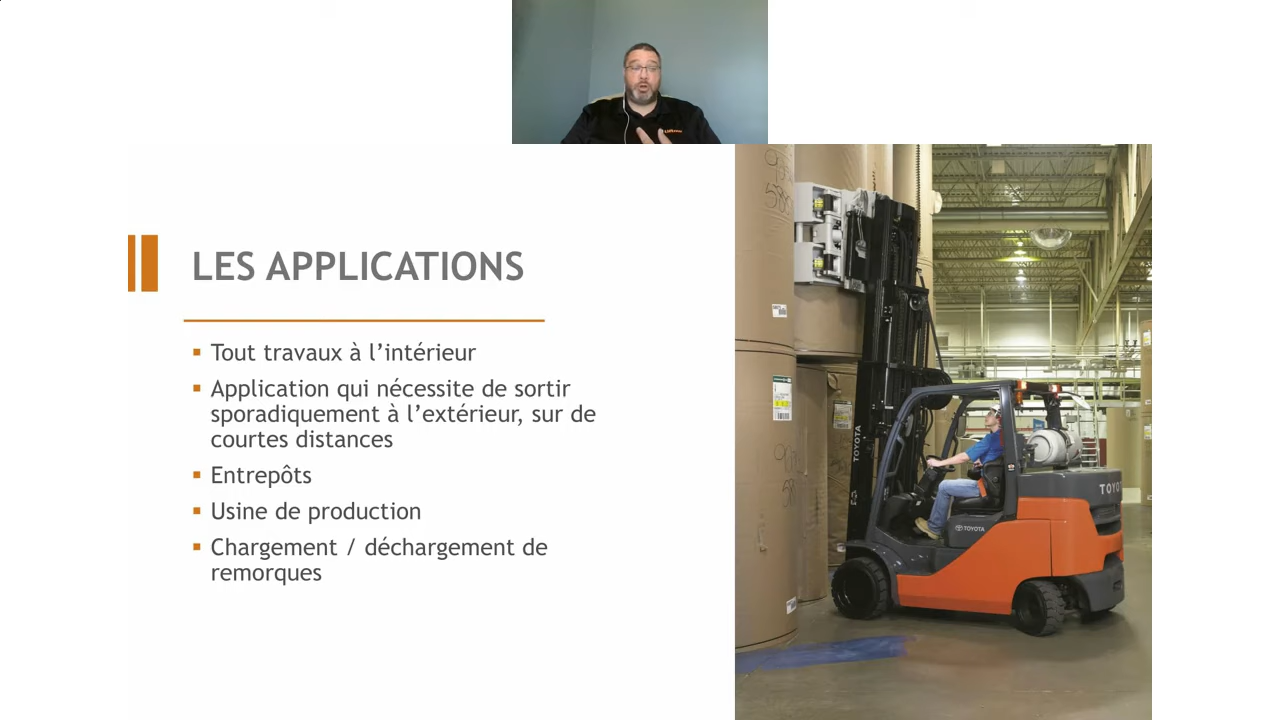 LES APPLICATIONS
Tout travaux à l’intérieur
Application qui nécessite de sortir
sporadiquement à l’extérieur, sur de
courtes distances
Entrepôts
Usine de production
Chargement / déchargement de
remorques
TOYOTA
TOYOTA
TOYO